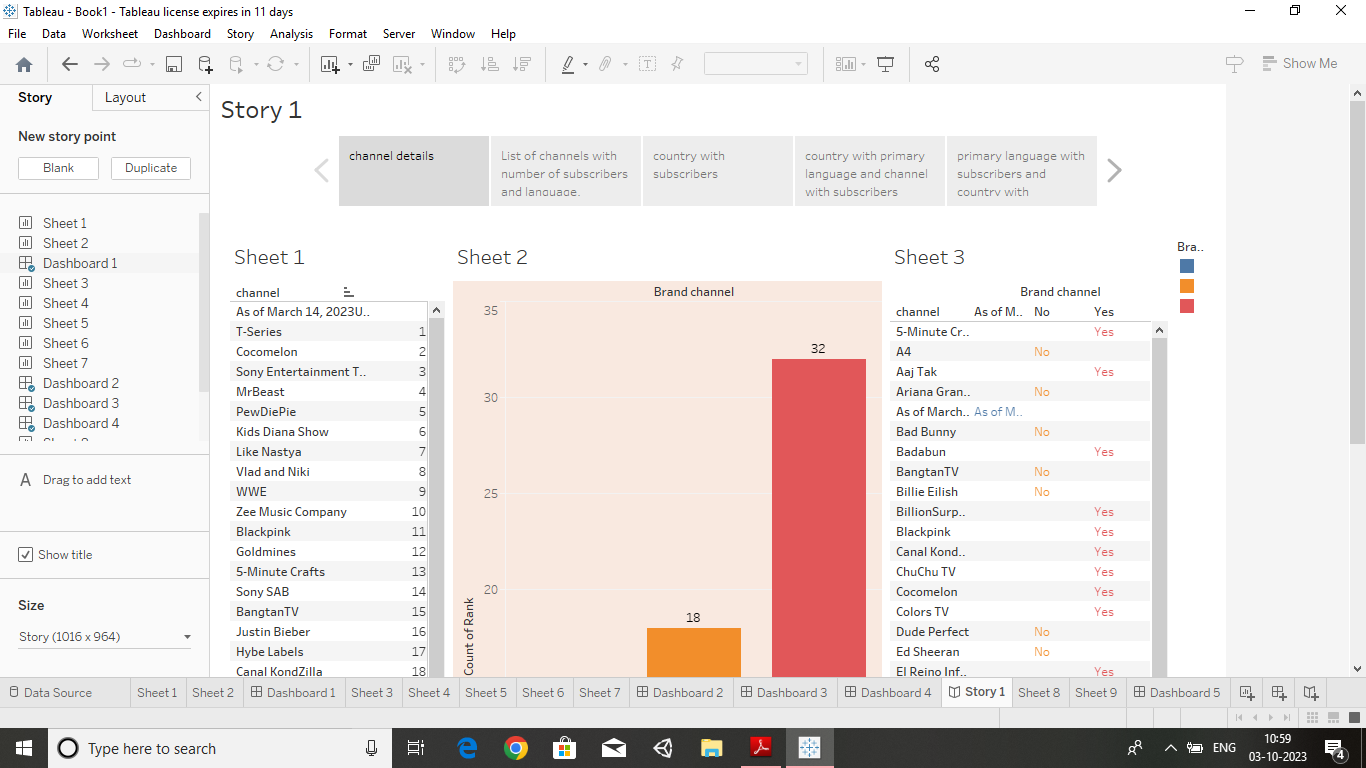 Tableau - Book1 - Tableau license expires in 11 days
File Data Worksheet Dashboard Story Analysis Format Server Window Help
Show Me
Story Layout
New story point
Blank Duplicate
Sheet 1
Sheet 2
Dashboard 1
Sheet 3
Sheet 4
Sheet 5
Sheet 6
Sheet 7
Dashboard 2
Dashboard 3
Dashboard 4
A Drag to add text
Show title
Size
Story (1016 x 964)
Story 1
channel details
List of channels with
number of subscribers
and language.
country with
subscribers
country with primary
language and channel
with subscribers
primary language with
subscribers and
country with
Sheet 1
channel
As of March 14, 2023U..
T-Series 1
Cocomelon 2
Sony Entertainment T.. 3
MrBeast 4
PewDiePie 5
Kids Diana Show 6
Like Nastya 7
Vlad and Niki 8
WWE 9
Zee Music Company 10
Blackpink 11
Goldmines 12
5-Minute Crafts 13
Sony SAB 14
BangtanTV 15
Justin Bieber 16
Hybe Labels 17
Canal KondZilla 18
Sheet 2
Brand channel
35
32
30
25
20
18
Count of Rank
Sheet 3
Brand channel
channel As of M.. No Yes
5-Minute Cr.. Yes
A4 No
Aaj Tak Yes
Ariana Gran.. No
As of March.. As of M..
Bad Bunny No
Badabun Yes
BangtanTV No
Billie Eilish No
BillionSurp.. Yes
Blackpink Yes
Canal Kond.. Yes
ChuChu TV Yes
Cocomelon Yes
Colors TV Yes
Dude Perfect No
Ed Sheeran No
El Reino Inf.. Yes
Bra..
Data Source Sheet 1 Sheet 2 Dashboard 1 Sheet 3 Sheet 4 Sheet 5 Sheet 6 Sheet 7 Dashboard 2 Dashboard 3 Dashboard 4 Story 1 Sheet 8 Sheet 9 Dashboard 5
Type here to search
ENG
10:59
03-10-2023
4